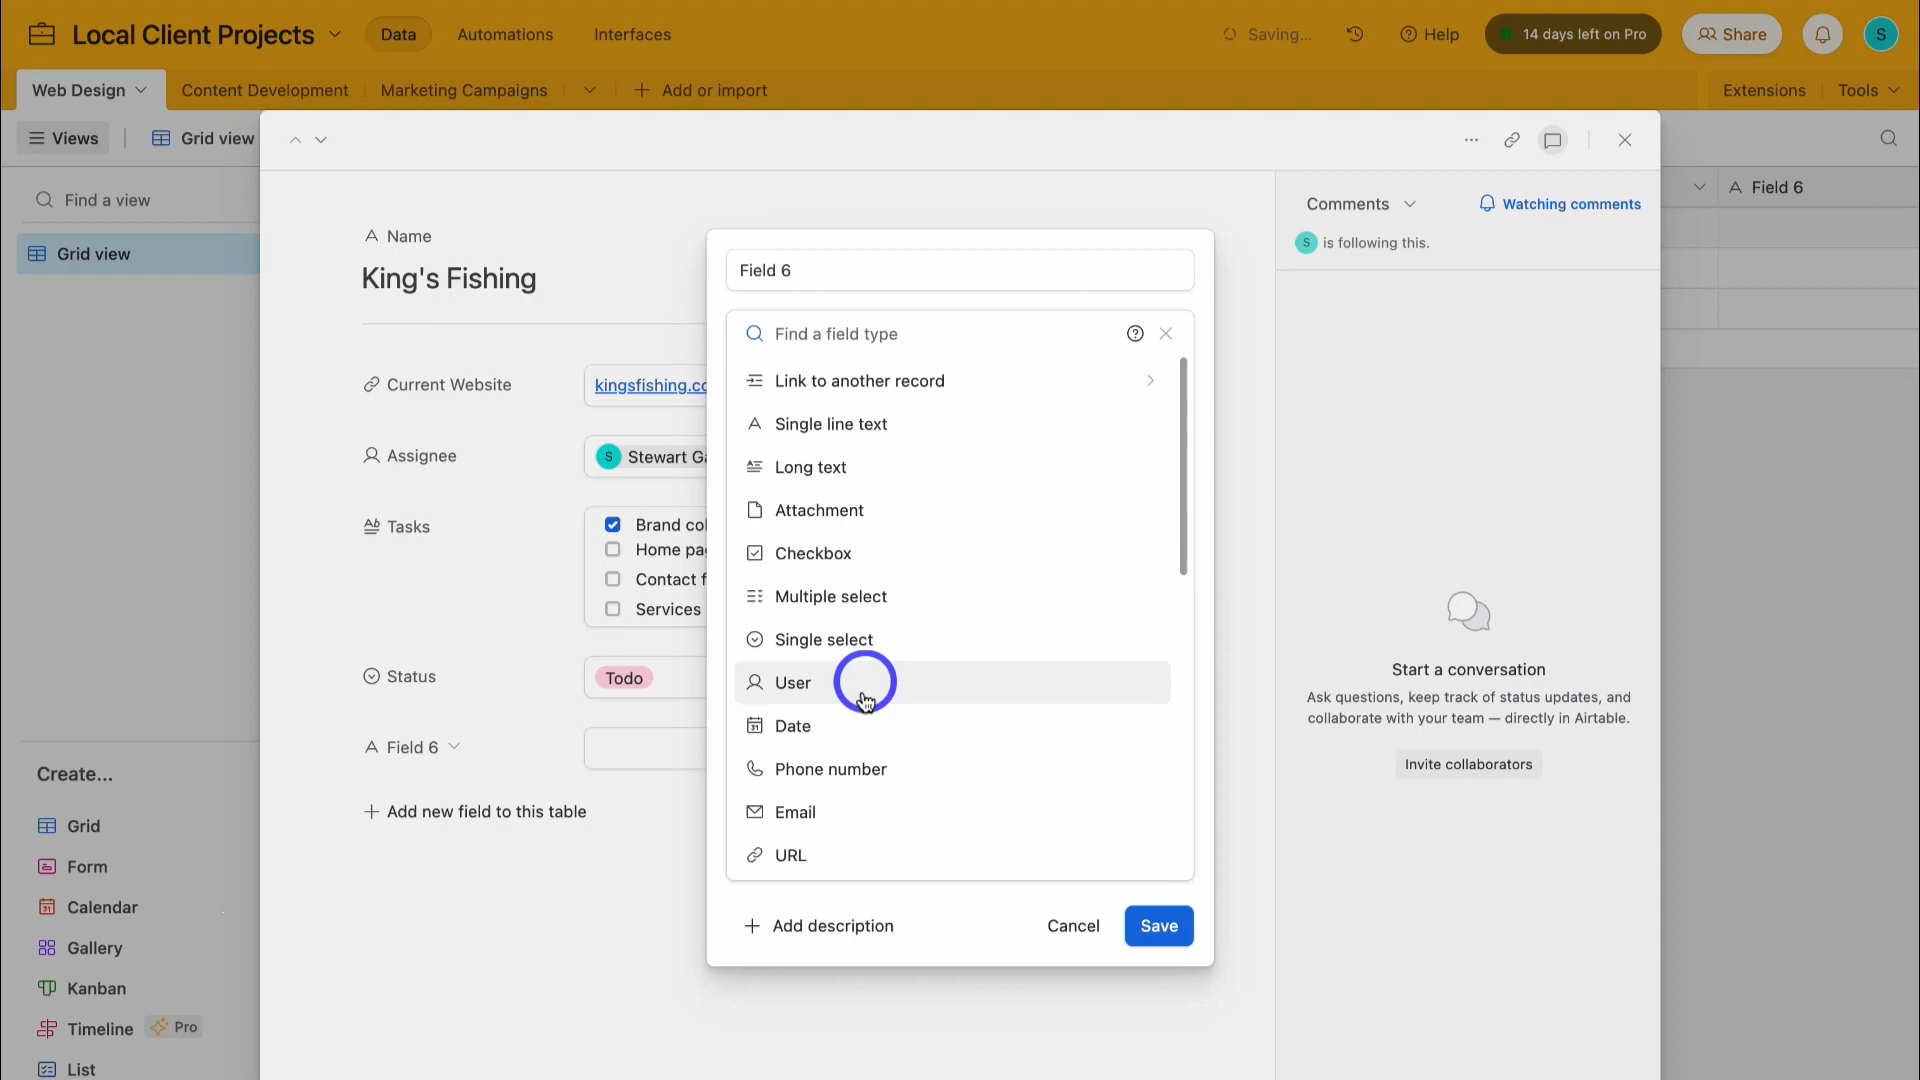 Local Client Projects
Data
Automations
Interfaces
Saving...
Help
14 days left on Pro
Share
S
Web Design
Content Development
Marketing Campaigns
Add or import
Extensions
Tools
Views
Grid view
Find a view
Grid view
Create...
Grid
Form
Calendar
Gallery
Kanban
Timeline
Pro
List
A Name
King's Fishing
Current Website
kingsfishing.co
Assignee
S Stewart Ga
Tasks
Brand col
Home pag
Contact f
Services
Status
Todo
A Field 6
Add new field to this table
Field 6
Find a field type
Link to another record
Single line text
Long text
Attachment
Checkbox
Multiple select
Single select
User
Date
Phone number
Email
URL
Add description
Cancel
Save
Comments
Watching comments
S is following this.
Start a conversation
Ask questions, keep track of status updates, and
collaborate with your team — directly in Airtable.
Invite collaborators
A Field 6